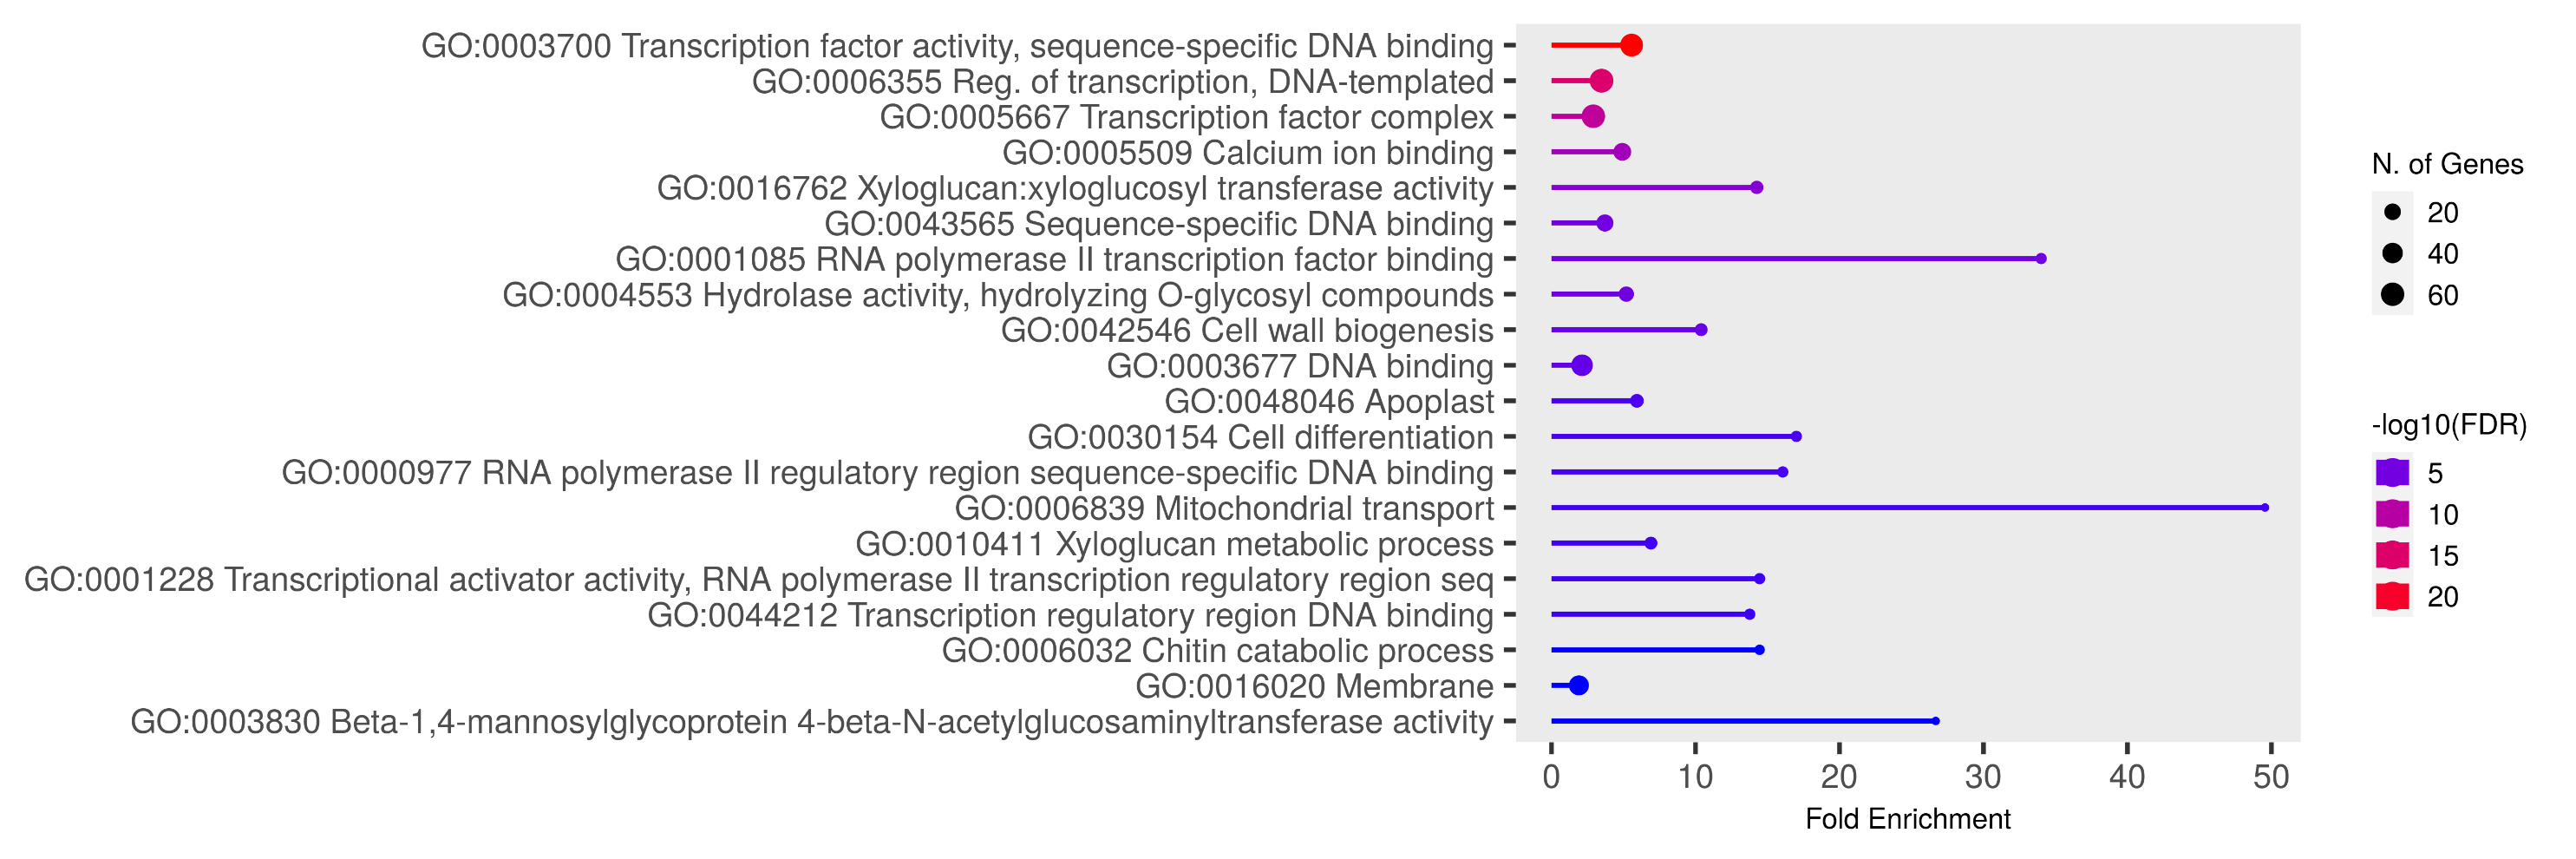 GO:0003700 Transcription factor activity, sequence-specific DNA binding
GO:0006355 Reg. of transcription, DNA-templated
GO:0005667 Transcription factor complex
GO:0005509 Calcium ion binding
GO:0016762 Xyloglucan:xyloglucosyl transferase activity
GO:0043565 Sequence-specific DNA binding
GO:0001085 RNA polymerase II transcription factor binding
GO:0004553 Hydrolase activity, hydrolyzing O-glycosyl compounds
GO:0042546 Cell wall biogenesis
GO:0003677 DNA binding
GO:0048046 Apoplast
GO:0030154 Cell differentiation
GO:0000977 RNA polymerase II regulatory region sequence-specific DNA binding
GO:0006839 Mitochondrial transport
GO:0010411 Xyloglucan metabolic process
GO:0001228 Transcriptional activator activity, RNA polymerase II transcription regulatory region seq
GO:0044212 Transcription regulatory region DNA binding
GO:0006032 Chitin catabolic process
GO:0016020 Membrane
GO:0003830 Beta-1,4-mannosylglycoprotein 4-beta-N-acetylglucosaminyltransferase activity
0 10 20 30 40 50
Fold Enrichment
N. of Genes
20
40
60
-log10(FDR)
5
10
15
20